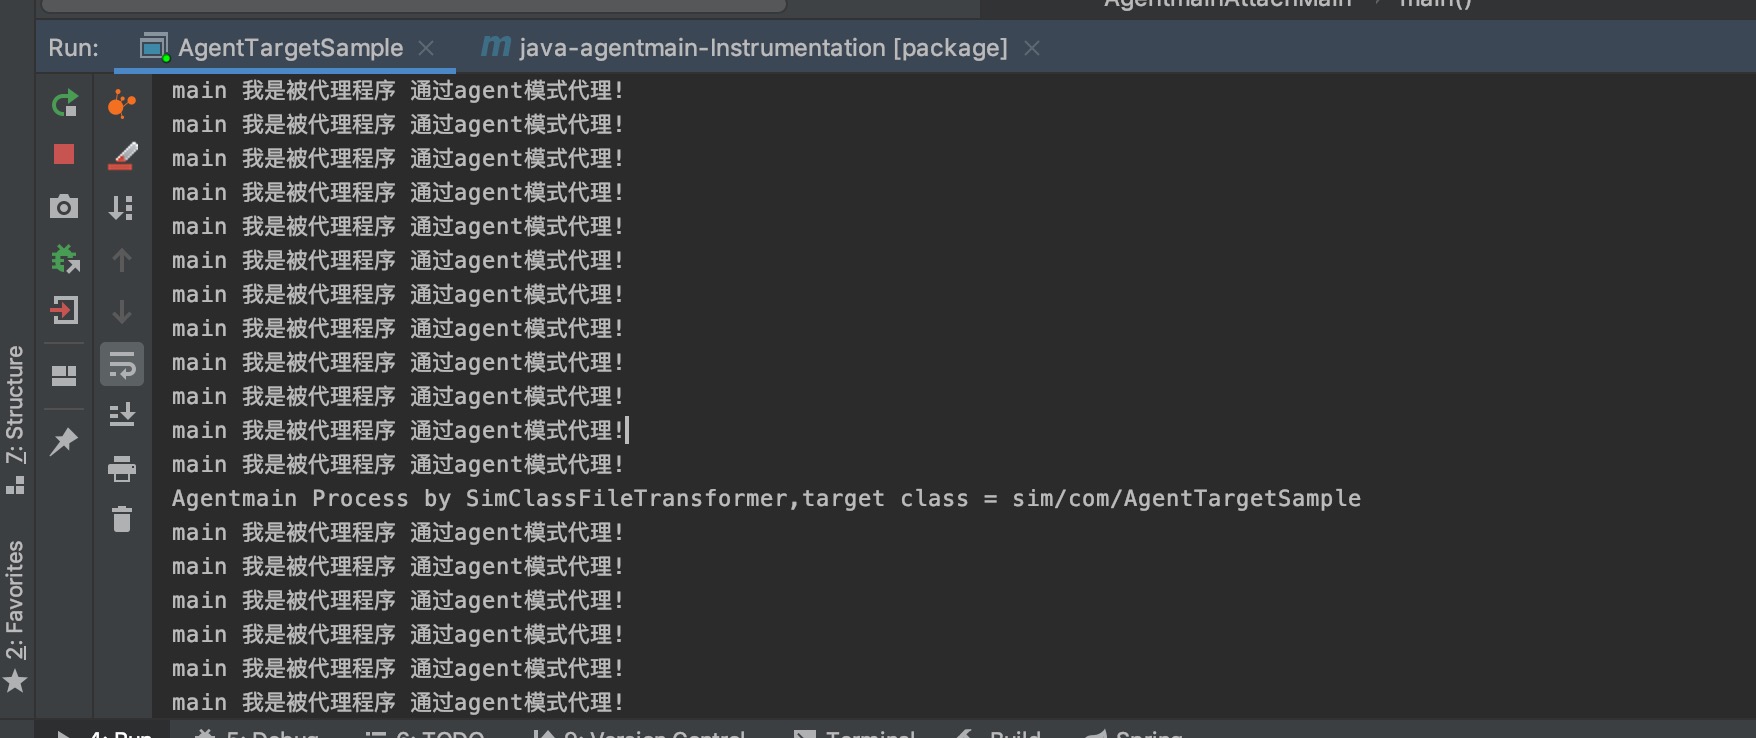 AgentmainAttachMain main()
Run: AgentTargetSample java-agentmain-Instrumentation [package]
main 我是被代理程序 通过agent模式代理!
main 我是被代理程序 通过agent模式代理!
main 我是被代理程序 通过agent模式代理!
main 我是被代理程序 通过agent模式代理!
main 我是被代理程序 通过agent模式代理!
main 我是被代理程序 通过agent模式代理!
main 我是被代理程序 通过agent模式代理!
main 我是被代理程序 通过agent模式代理!
main 我是被代理程序 通过agent模式代理!
main 我是被代理程序 通过agent模式代理!
main 我是被代理程序 通过agent模式代理!
main 我是被代理程序 通过agent模式代理!
Agentmain Process by SimClassFileTransformer,target class = sim/com/AgentTargetSample
main 我是被代理程序 通过agent模式代理!
main 我是被代理程序 通过agent模式代理!
main 我是被代理程序 通过agent模式代理!
main 我是被代理程序 通过agent模式代理!
main 我是被代理程序 通过agent模式代理!
main 我是被代理程序 通过agent模式代理!
7: Structure
2: Favorites
4: Run 5: Debug 6: TODO 9: Version Control Terminal Build Spring